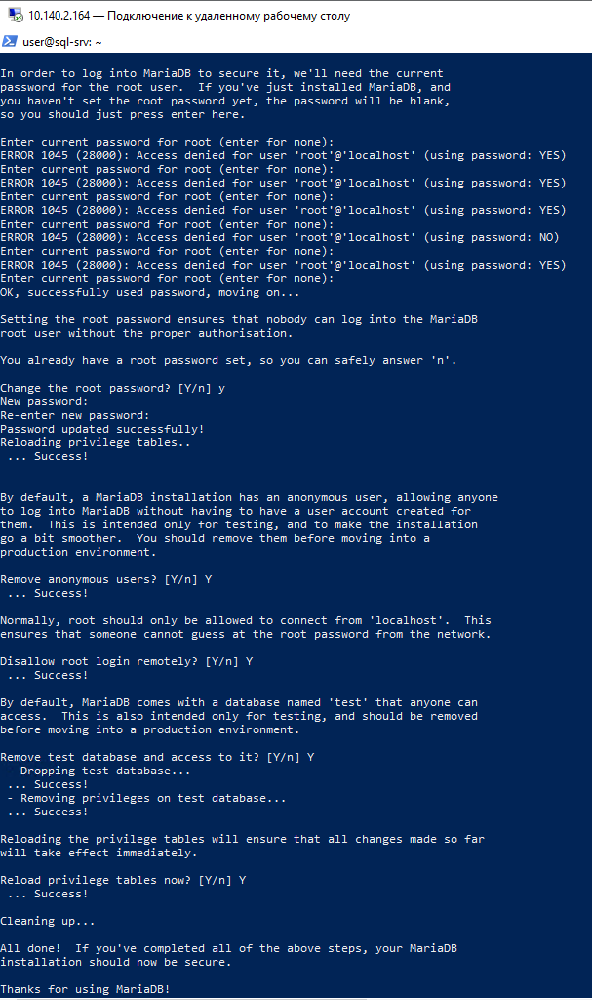 10.140.2.164 — Подключение к удаленному рабочему столу
user@sql-srv: ~
In order to log into MariaDB to secure it, we'll need the current
password for the root user.  If you've just installed MariaDB, and
you haven't set the root password yet, the password will be blank,
so you should just press enter here.
Enter current password for root (enter for none):
ERROR 1045 (28000): Access denied for user 'root'@'localhost' (using password: YES)
Enter current password for root (enter for none):
ERROR 1045 (28000): Access denied for user 'root'@'localhost' (using password: YES)
Enter current password for root (enter for none):
ERROR 1045 (28000): Access denied for user 'root'@'localhost' (using password: YES)
Enter current password for root (enter for none):
ERROR 1045 (28000): Access denied for user 'root'@'localhost' (using password: NO)
Enter current password for root (enter for none):
ERROR 1045 (28000): Access denied for user 'root'@'localhost' (using password: YES)
Enter current password for root (enter for none):
OK, successfully used password, moving on...
Setting the root password ensures that nobody can log into the MariaDB
root user without the proper authorisation.
You already have a root password set, so you can safely answer 'n'.
Change the root password? [Y/n] y
New password:
Re-enter new password:
Password updated successfully!
Reloading privilege tables..
 ... Success!
By default, a MariaDB installation has an anonymous user, allowing anyone
to log into MariaDB without having to have a user account created for
them.  This is intended only for testing, and to make the installation
go a bit smoother.  You should remove them before moving into a
production environment.
Remove anonymous users? [Y/n] Y
 ... Success!
Normally, root should only be allowed to connect from 'localhost'.  This
ensures that someone cannot guess at the root password from the network.
Disallow root login remotely? [Y/n] Y
 ... Success!
By default, MariaDB comes with a database named 'test' that anyone can
access.  This is also intended only for testing, and should be removed
before moving into a production environment.
Remove test database and access to it? [Y/n] Y
 - Dropping test database...
 ... Success!
 - Removing privileges on test database...
 ... Success!
Reloading the privilege tables will ensure that all changes made so far
will take effect immediately.
Reload privilege tables now? [Y/n] Y
 ... Success!
Cleaning up...
All done!  If you've completed all of the above steps, your MariaDB
installation should now be secure.
Thanks for using MariaDB!